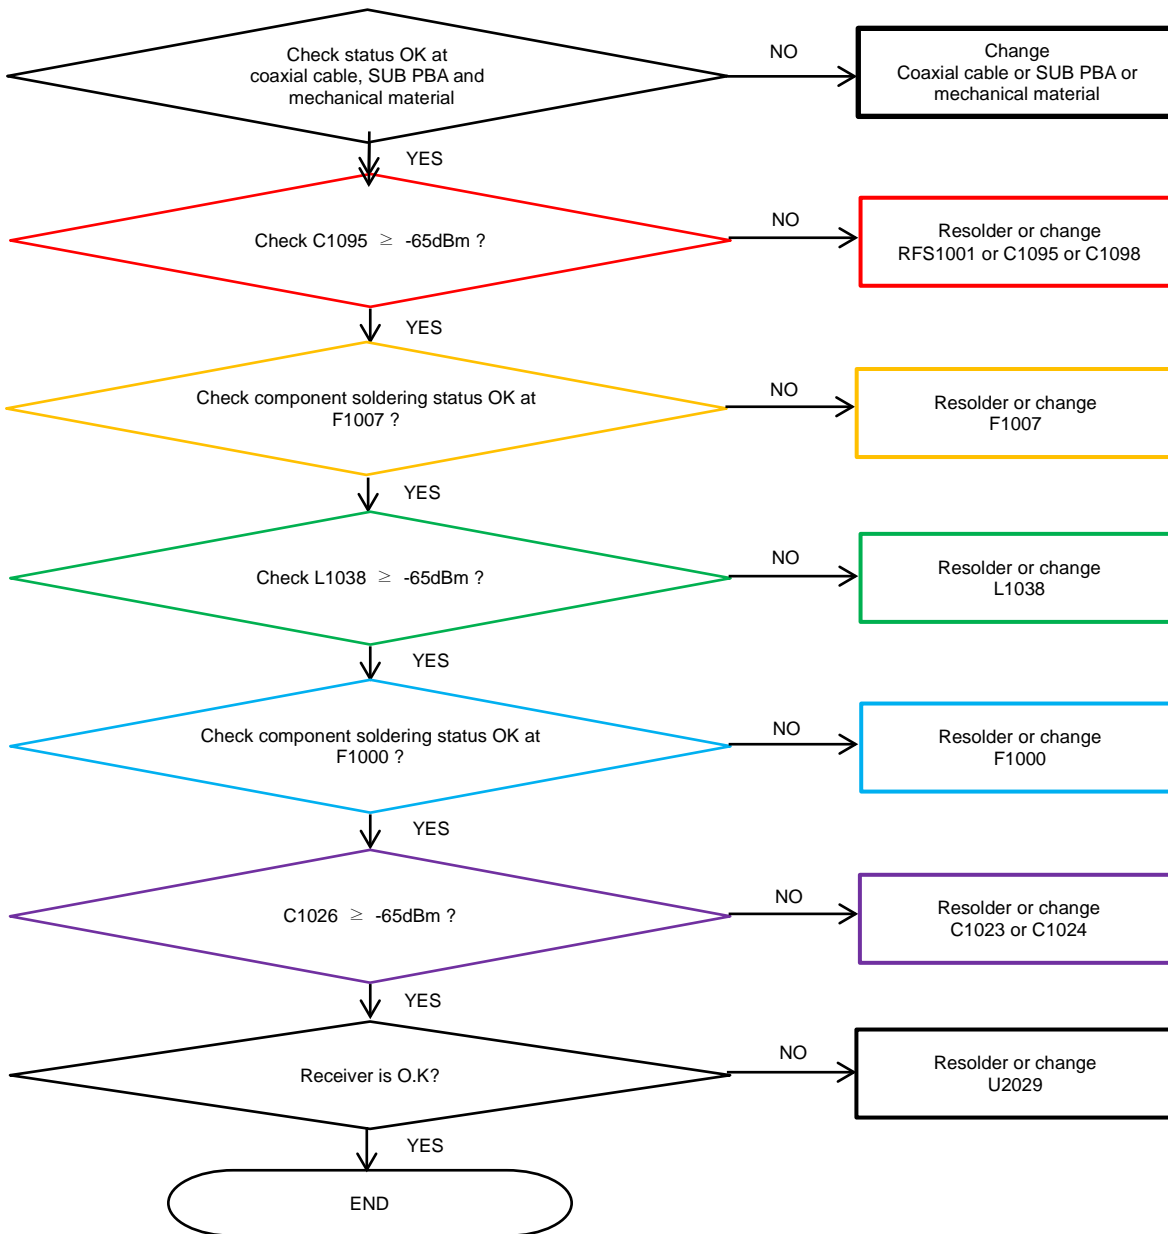 Check status OK at
coaxial cable, SUB PBA and
mechanical material
NO
Change
Coaxial cable or SUB PBA or
mechanical material
YES
Check C1095 ≥ -65dBm ?
NO
Resolder or change
RFS1001 or C1095 or C1098
YES
Check component soldering status OK at
F1007 ?
NO
Resolder or change
F1007
YES
Check L1038 ≥ -65dBm ?
NO
Resolder or change
L1038
YES
Check component soldering status OK at
F1000 ?
NO
Resolder or change
F1000
YES
C1026 ≥ -65dBm ?
NO
Resolder or change
C1023 or C1024
YES
Receiver is O.K?
NO
Resolder or change
U2029
YES
END